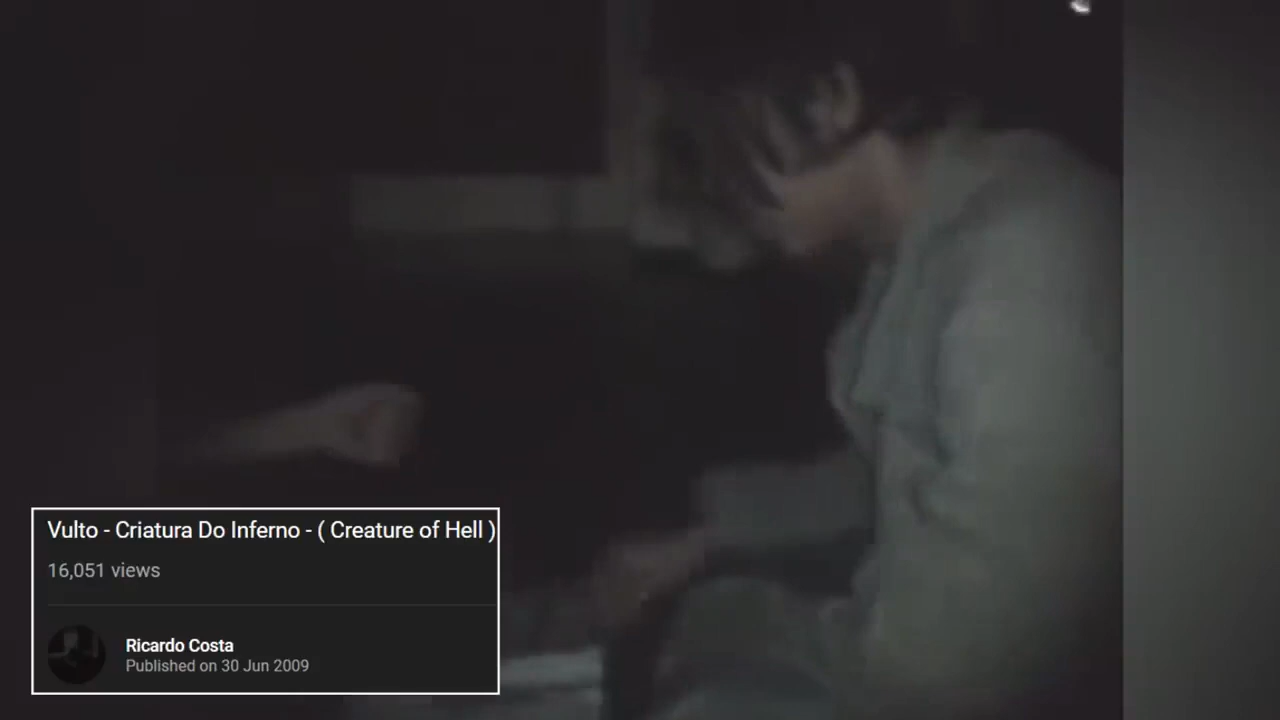 Vulto - Criatura Do Inferno - ( Creature of Hell )
16,051 views
Ricardo Costa
Published on 30 Jun 2009